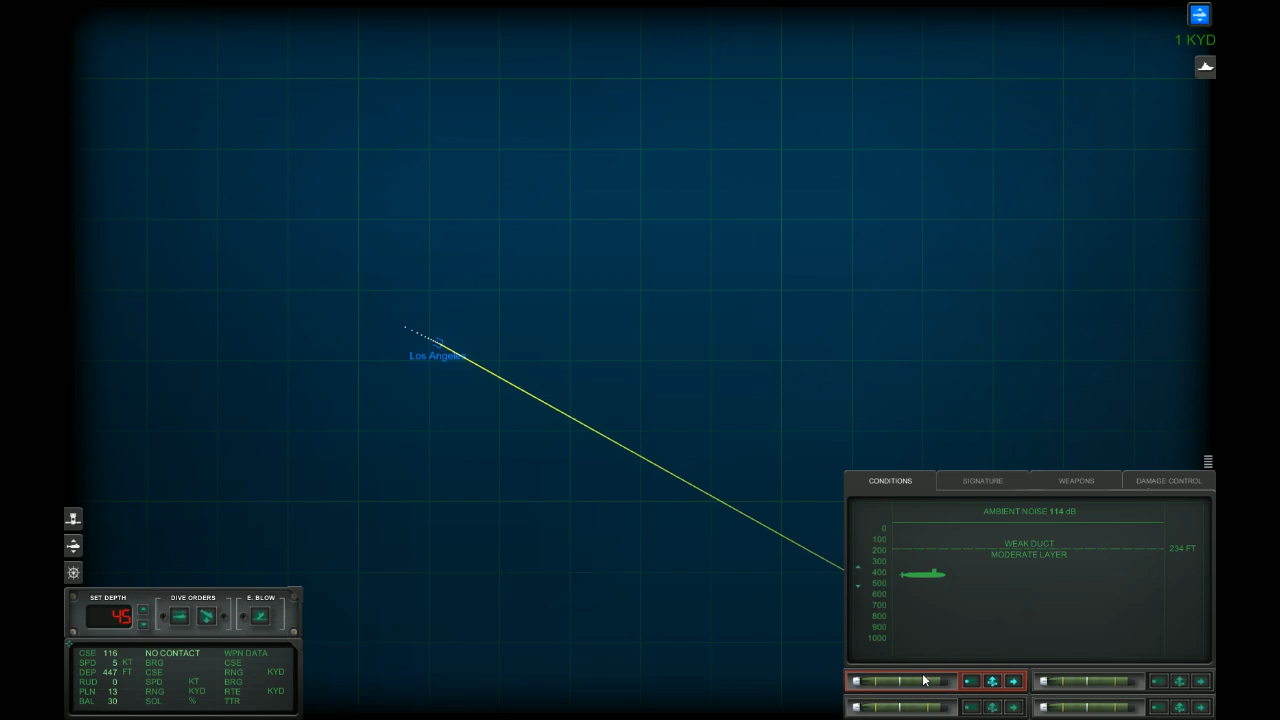 1 KYD
Los Angeles
CONDITIONS SIGNATURE WEAPONS DAMAGE CONTROL
AMBIENT NOISE 114 dB
0
100
WEAK DUCT
200 234 FT
MODERATE LAYER
300
400
500
600
700
800
900
1000
SET DEPTH DIVE ORDERS E. BLOW
45
CSE 116 NO CONTACT WPN DATA
SPD 5 KT BRG CSE
DEP 447 FT CSE RNG KYD
RUD 0 SPD KT BRG
PLN 13 RNG KYD RTE KYD
BAL 30 SOL % TTR